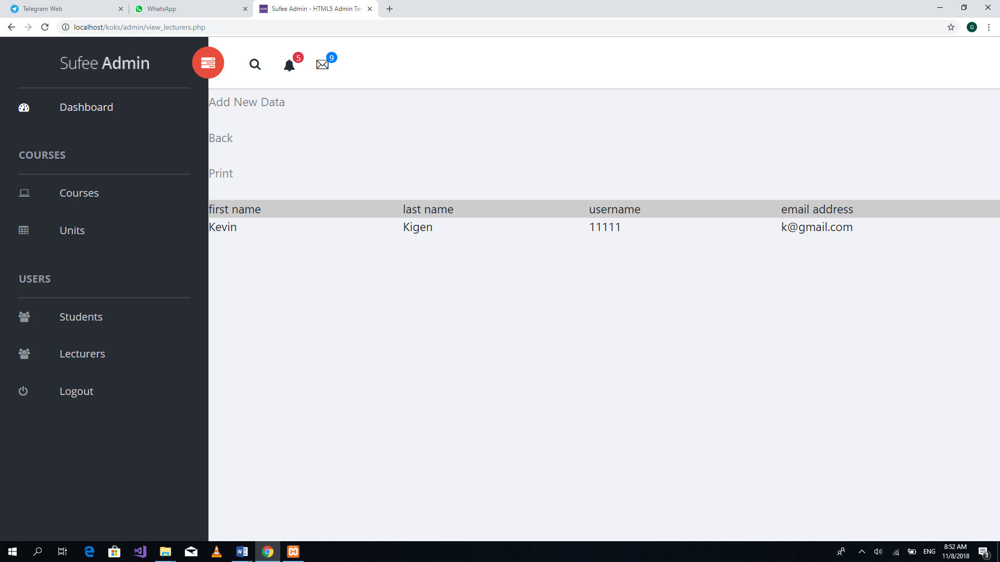 Telegram Web
WhatsApp
Sufee Admin - HTML5 Admin Ter
localhost/koks/admin/view_lecturers.php
G
Sufee Admin
5
9
Dashboard
COURSES
Courses
Units
USERS
Students
Lecturers
Logout
Add New Data
Back
Print
first name last name username email address
Kevin Kigen 11111 k@gmail.com
ENG
8:52 AM
11/8/2018
3